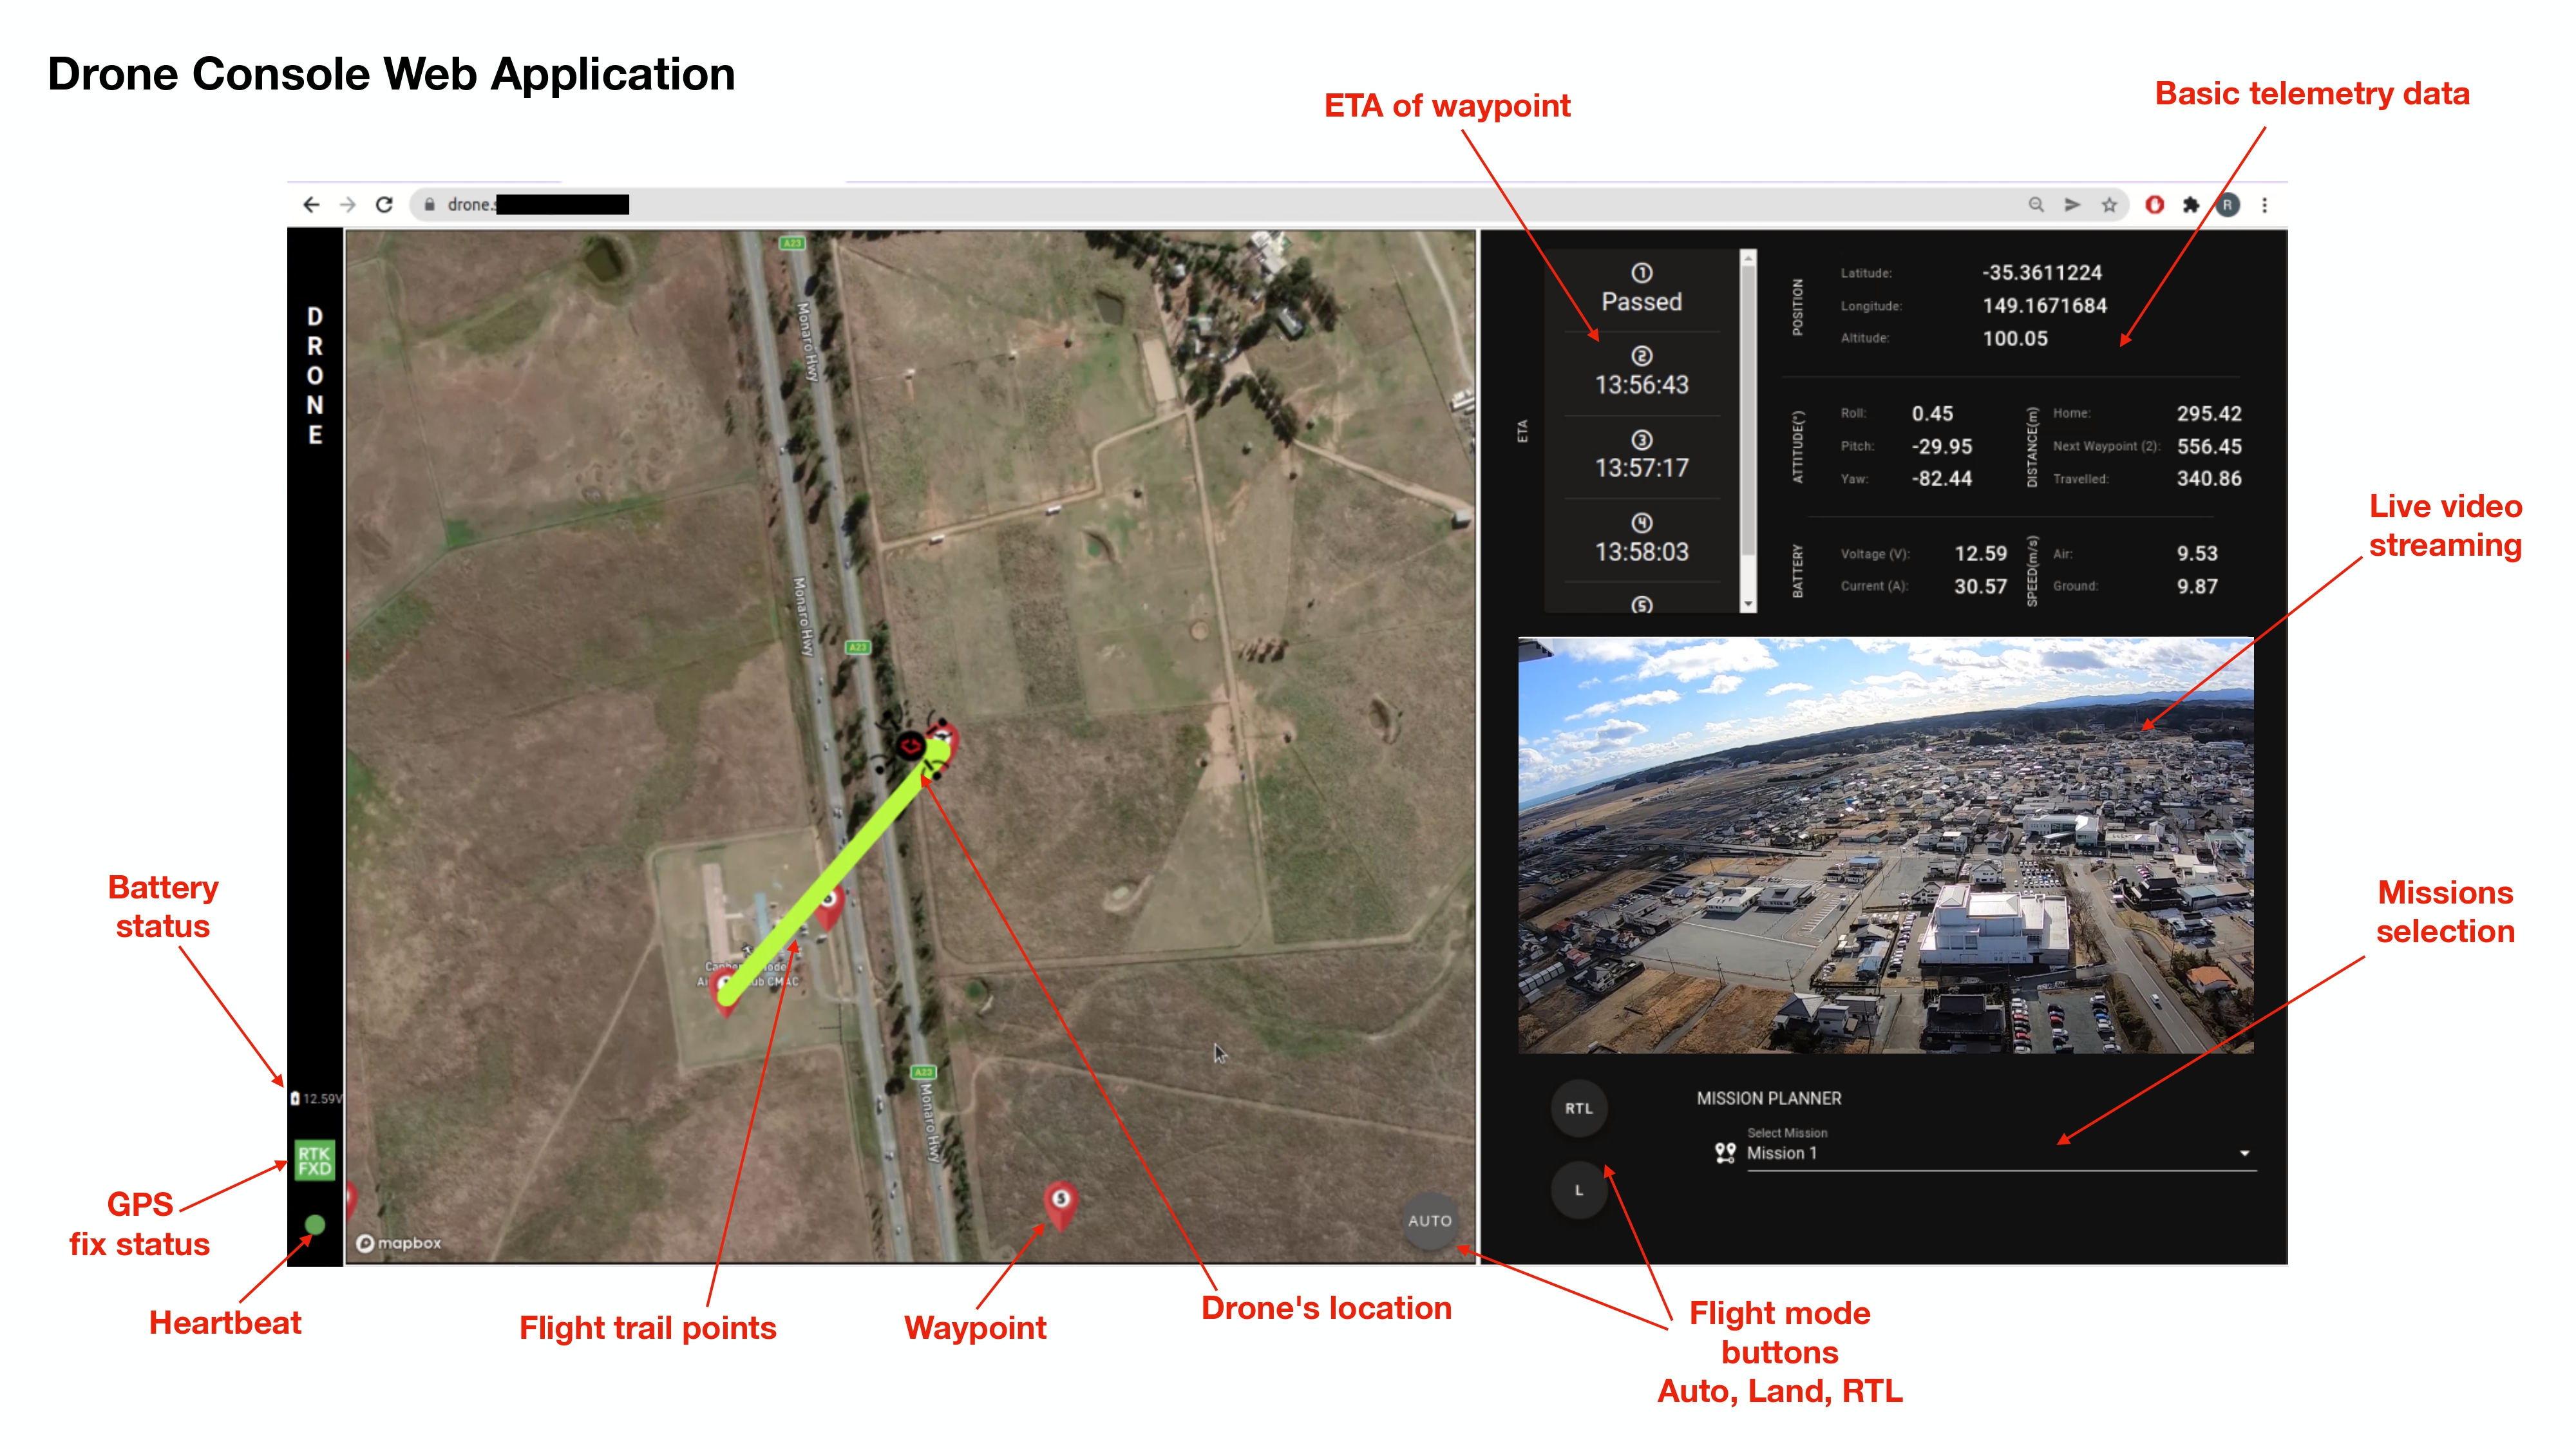 Drone Console Web Application
ETA of waypoint
Basic telemetry data
drone.
R
DRONE
A23
Monaro Hwy
Monaro Hwy
A23
A23
Monaro Hwy
5
mapbox
AUTO
12.59V
RTK
FXD
ETA
1
Passed
2
13:56:43
3
13:57:17
4
13:58:03
5
POSITION
Latitude: -35.3611224
Longitude: 149.1671684
Altitude: 100.05
ATTITUDE(°)
Roll: 0.45
Pitch: -29.95
Yaw: -82.44
DISTANCE(m)
Home: 295.42
Next Waypoint (2): 556.45
Travelled: 340.86
BATTERY
Voltage (V): 12.59
Current (A): 30.57
SPEED(m/s)
Air: 9.53
Ground: 9.87
RTL
L
MISSION PLANNER
Select Mission
Mission 1
Live video
streaming
Missions
selection
Battery
status
GPS
fix status
Heartbeat
Flight trail points
Waypoint
Drone's location
Flight mode
buttons
Auto, Land, RTL